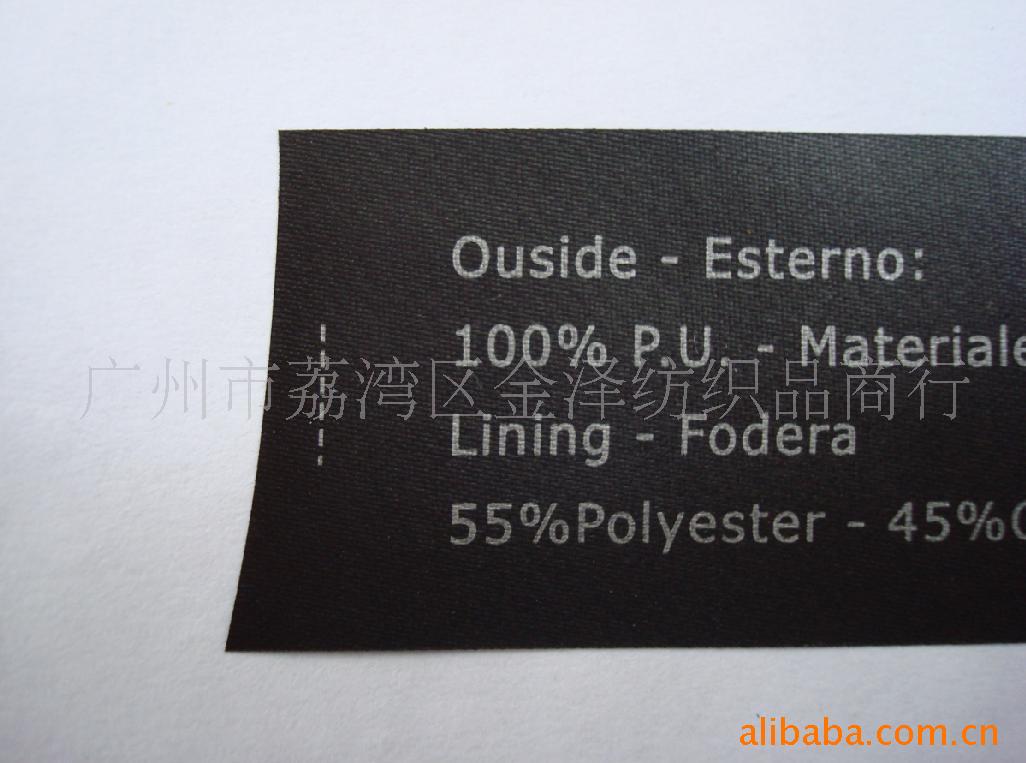 Ouside - Esterno:
100% P.U. - Materiale
广州市荔湾区金泽纺织品商行
Lining - Fodera
55%Polyester - 45%
alibaba.com.cn